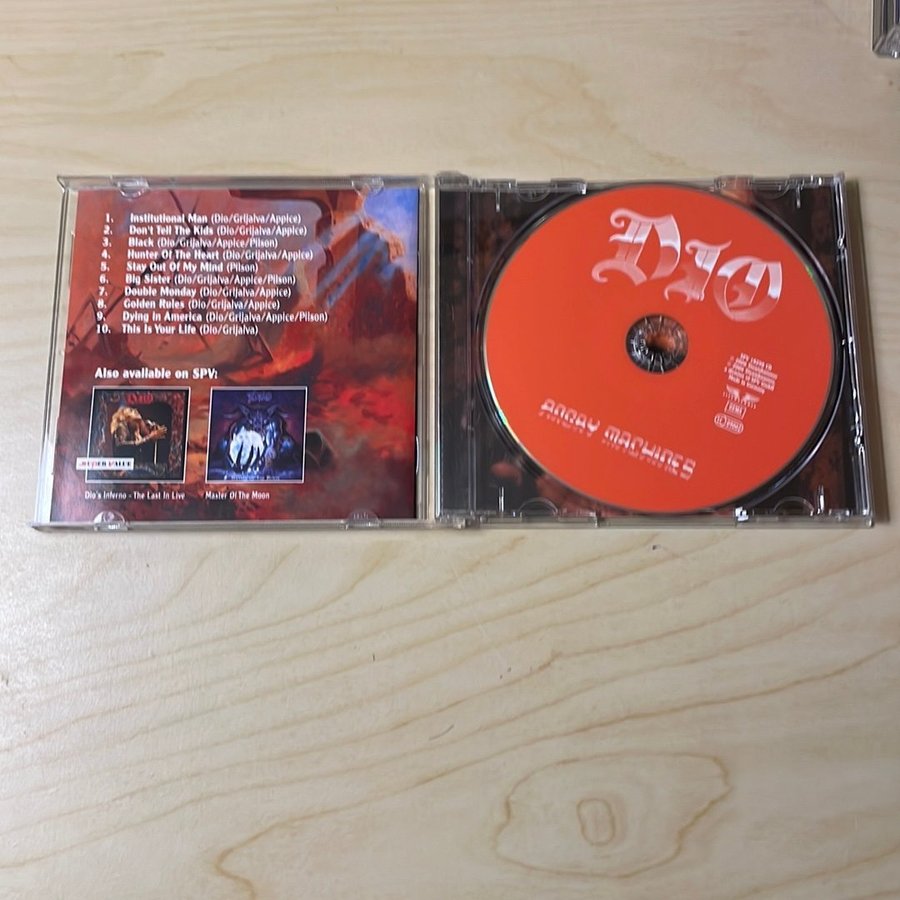 1. Institutional Man (Dio/Grijalva/Appice)
2. Don't Tell The Kids (Dio/Grijalva/Appice)
3. Black (Dio/Grijalva/Appice/Pilson)
4. Hunter Of The Heart (Dio/Grijalva/Appice)
5. Stay Out Of My Mind (Pilson)
6. Big Sister (Dio/Grijalva/Appice/Pilson)
7. Double Monday (Dio/Grijalva/Appice)
8. Golden Rules (Dio/Grijalva/Appice)
9. Dying In America (Dio/Grijalva/Appice/Pilson)
10. This Is Your Life (Dio/Grijalva)
Also available on SPV:
DIO
Dio's Inferno - The Last In Live
Master Of The Moon
DIO
ANGRY MACHINES